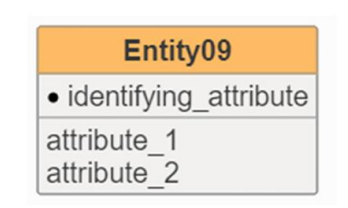 Entity09
• identifying_attribute
attribute_1
attribute_2